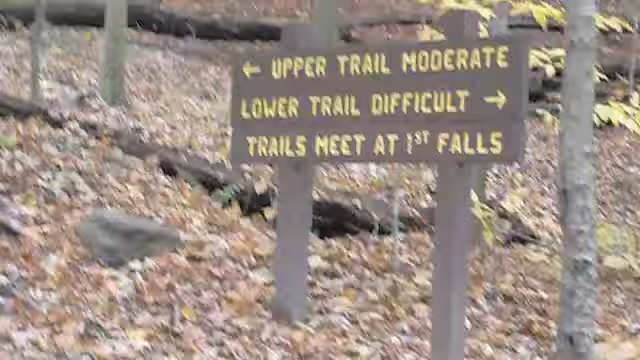 ← UPPER TRAIL MODERATE
LOWER TRAIL DIFFICULT →
TRAILS MEET AT 1ST FALLS